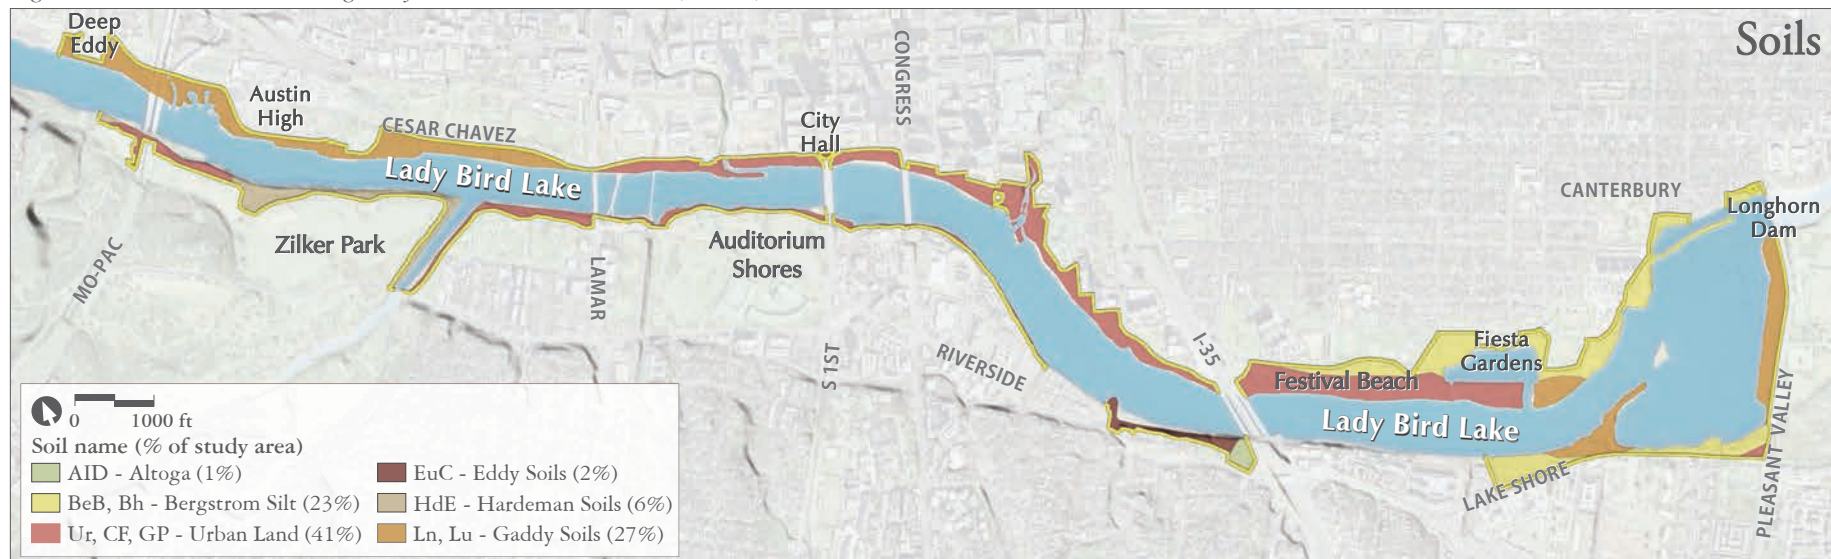 Soils
Deep
Eddy
Austin
High
CESAR CHAVEZ
City
Hall
CONGRESS
Lady Bird Lake
CANTERBURY
Longhorn
Dam
MO-PAC
Zilker Park
LAMAR
Auditorium
Shores
S 1ST
RIVERSIDE
I-35
Fiesta
Gardens
Festival Beach
Lady Bird Lake
LAKE SHORE
PLEASANT VALLEY
0 1000 ft
Soil name (% of study area)
AID - Altoga (1%)
BeB, Bh - Bergstrom Silt (23%)
Ur, CF, GP - Urban Land (41%)
EuC - Eddy Soils (2%)
HdE - Hardeman Soils (6%)
Ln, Lu - Gaddy Soils (27%)